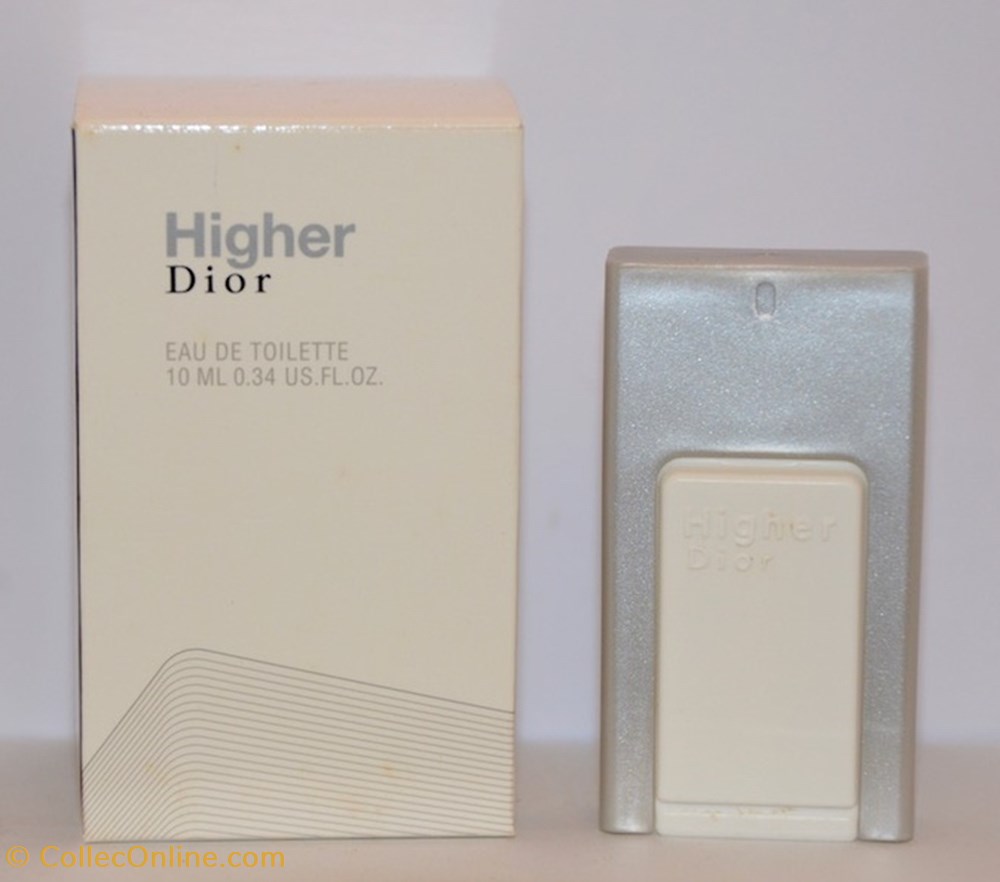 Higher
Dior
EAU DE TOILETTE
10 ML 0.34 US.FL.OZ.
Higher
Dior
© CollecOnline.com